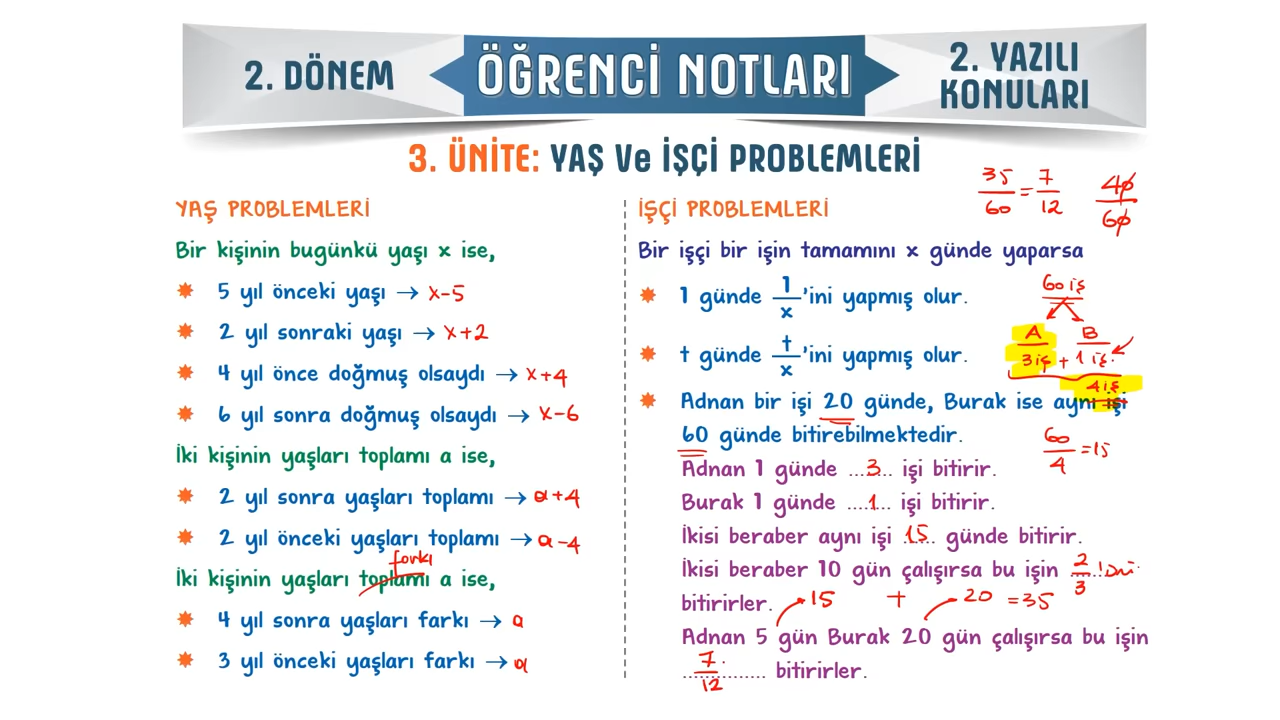 2. DÖNEM
ÖĞRENCİ NOTLARI
2. YAZILI
KONULARI
3. ÜNİTE: YAŞ Ve İŞÇİ PROBLEMLERİ
YAŞ PROBLEMLERİ
Bir kişinin bugünkü yaşı x ise,
5 yıl önceki yaşı → x-5
2 yıl sonraki yaşı → x+2
4 yıl önce doğmuş olsaydı → x+4
6 yıl sonra doğmuş olsaydı → x-6
İki kişinin yaşları toplamı a ise,
2 yıl sonra yaşları toplamı → a+4
2 yıl önceki yaşları toplamı → a-4
farkı
İki kişinin yaşları toplamı a ise,
4 yıl sonra yaşları farkı → a
3 yıl önceki yaşları farkı → a
İŞÇİ PROBLEMLERİ
35/60 = 7/12
40/60
Bir işçi bir işin tamamını x günde yaparsa
1 günde 1/x 'ini yapmış olur.
60 iş
A B
3 iş + 1 iş.
4 iş
t günde t/x 'ini yapmış olur.
Adnan bir işi 20 günde, Burak ise aynı işi
60 günde bitirebilmektedir.
60/4 = 15
Adnan 1 günde ...3... işi bitirir.
Burak 1 günde .....1... işi bitirir.
İkisi beraber aynı işi .15.. günde bitirir.
İkisi beraber 10 gün çalışırsa bu işin 2/3 'ini
bitirirler. 15 + 20 = 35
Adnan 5 gün Burak 20 gün çalışırsa bu işin
7/12 ............... bitirirler.